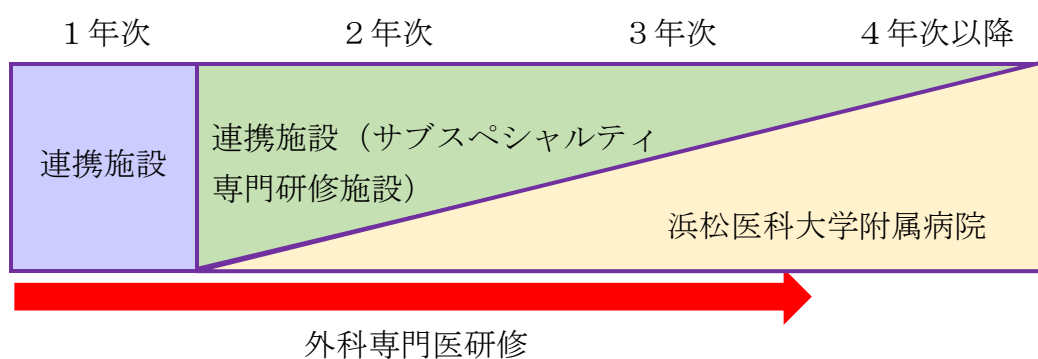 １年次
２年次
３年次
４年次以降
連携施設
連携施設（サブスペシャルティ
専門研修施設）
浜松医科大学附属病院
外科専門医研修